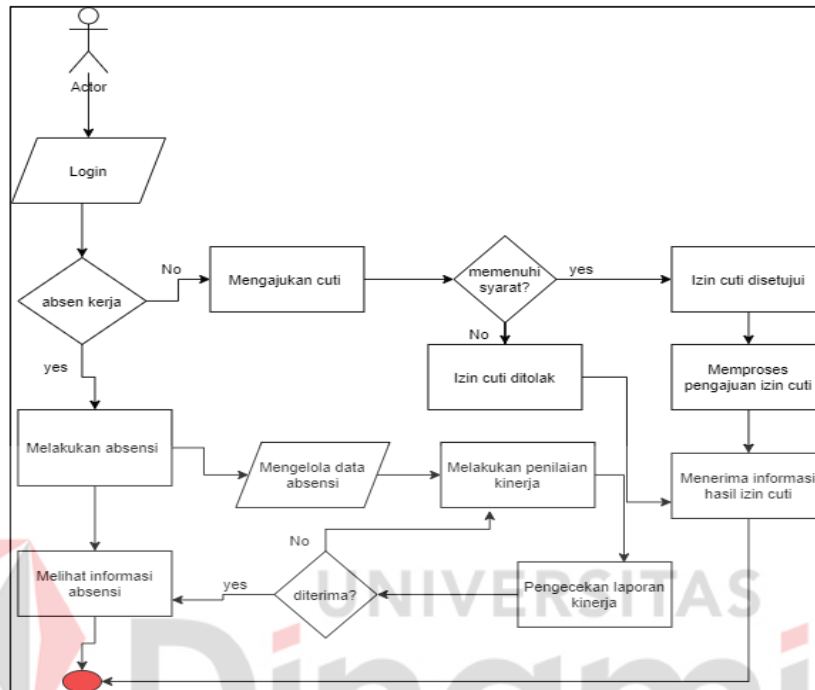 Actor
Login
absen kerja
No
Mengajukan cuti
memenuhi
syarat?
yes
Izin cuti disetujui
yes
No
Izin cuti ditolak
Memproses
pengajuan izin cuti
Melakukan absensi
Mengelola data
absensi
Melakukan penilaian
kinerja
Menerima informasi
hasil izin cuti
No
Melihat informasi
absensi
yes
diterima?
Pengecekan laporan
kinerja
UNIVERSITAS
Dinami